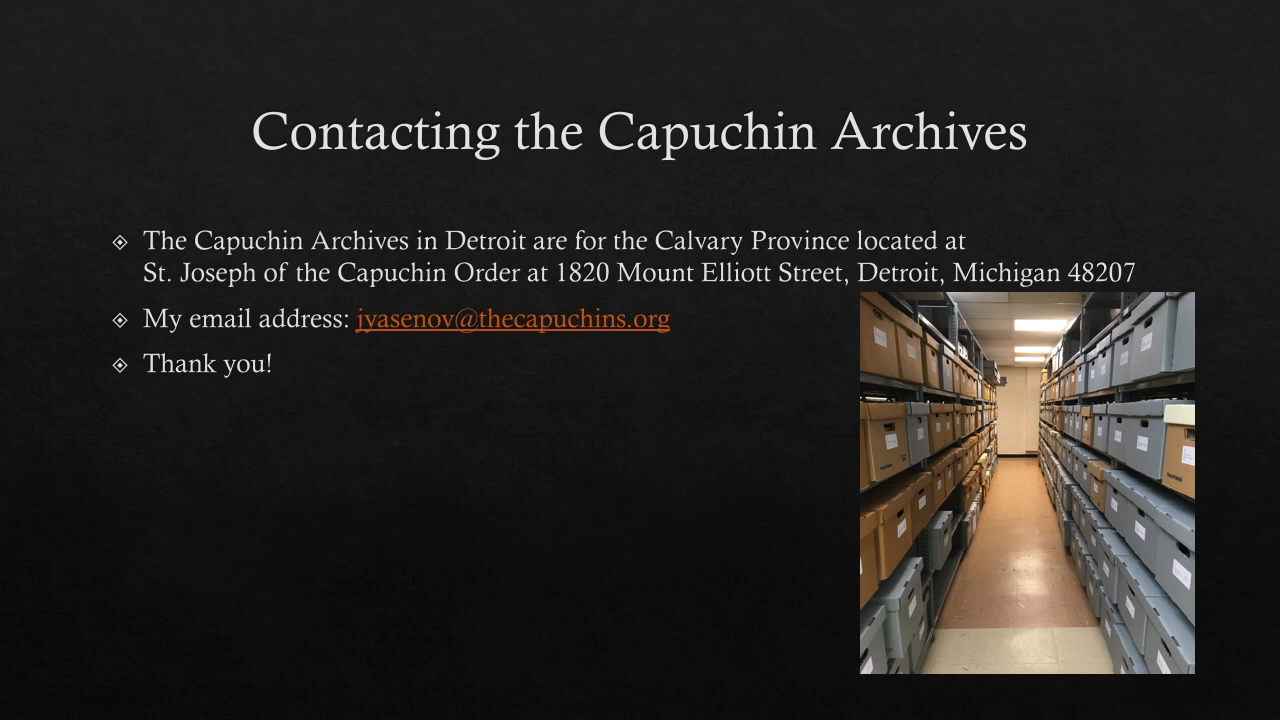 Contacting the Capuchin Archives
The Capuchin Archives in Detroit are for the Calvary Province located at
St. Joseph of the Capuchin Order at 1820 Mount Elliott Street, Detroit, Michigan 48207
My email address: jyasenov@thecapuchins.org
Thank you!